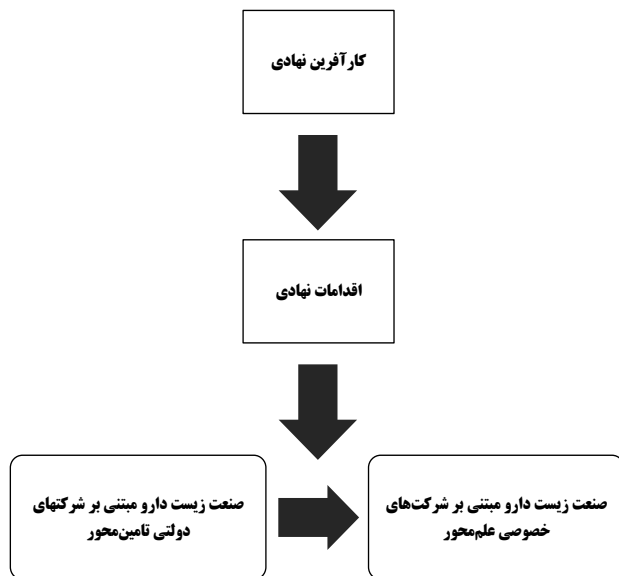 کارآفرین نهادی
اقدامات نهادی
صنعت زیست دارو مبتنی بر شرکت‌های
خصوصی علم‌محور
صنعت زیست دارو مبتنی بر شرکتهای
دولتی تامین‌محور